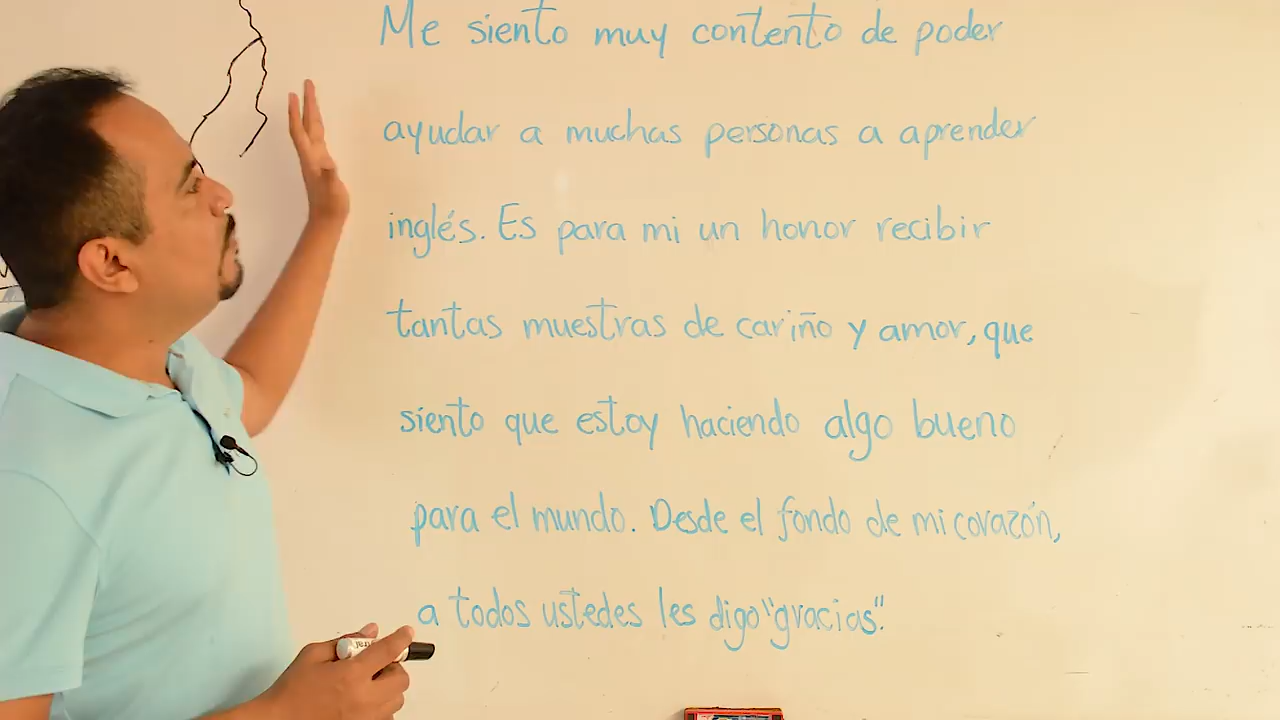 Me siento muy contento de poder
ayudar a muchas personas a aprender
inglés. Es para mi un honor recibir
tantas muestras de cariño y amor, que
siento que estoy haciendo algo bueno
para el mundo. Desde el fondo de mi corazón,
a todos ustedes les digo "gracias".